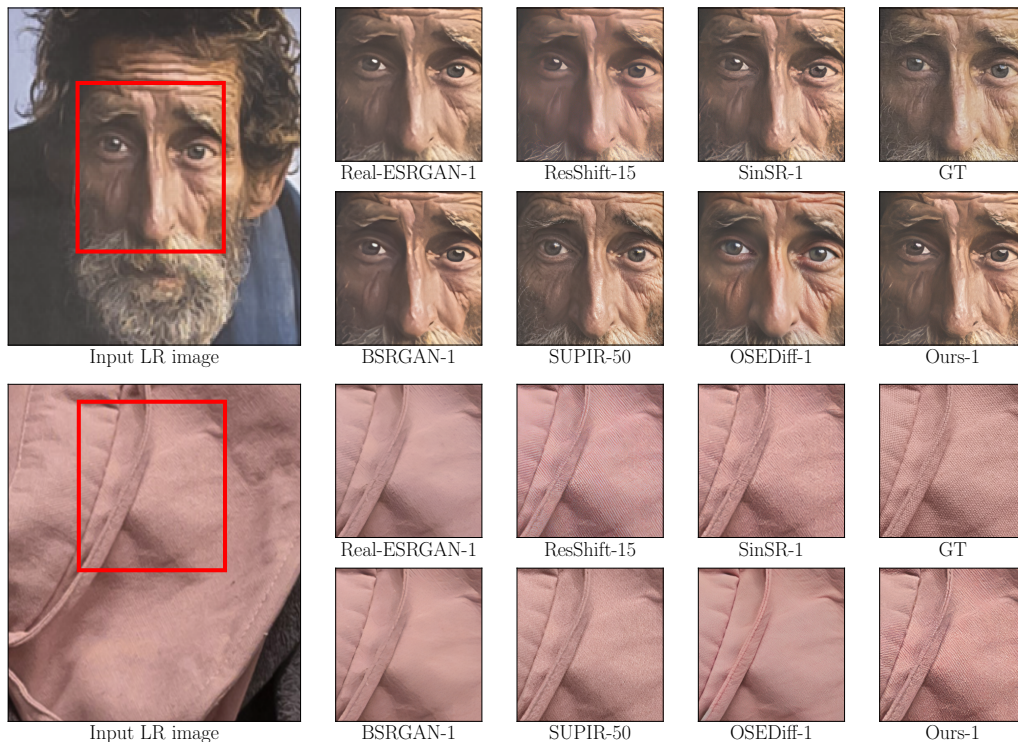 Real-ESRGAN-1
ResShift-15
SinSR-1
GT
Input LR image
BSRGAN-1
SUPIR-50
OSEDiff-1
Ours-1
Real-ESRGAN-1
ResShift-15
SinSR-1
GT
Input LR image
BSRGAN-1
SUPIR-50
OSEDiff-1
Ours-1